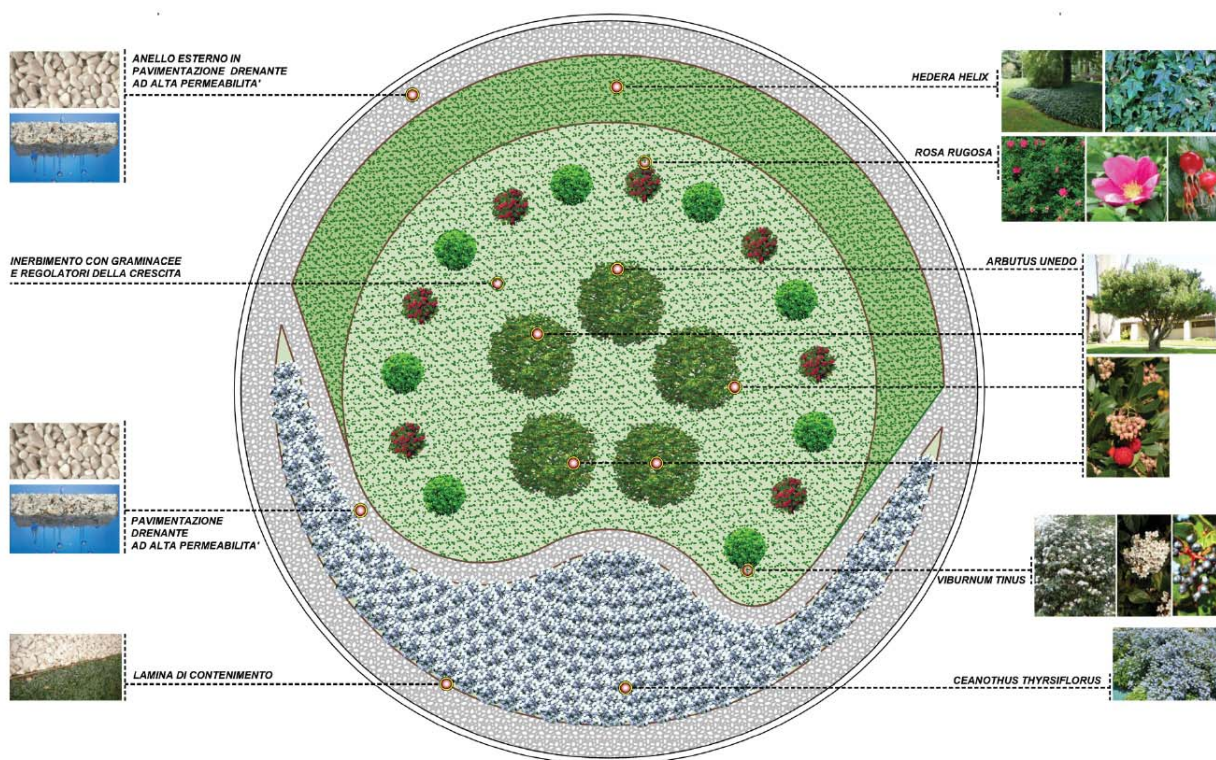 ANELLO ESTERNO IN
PAVIMENTAZIONE DRENANTE
AD ALTA PERMEABILITA'
INERBIMENTO CON GRAMINACEE
E REGOLATORI DELLA CRESCITA
PAVIMENTAZIONE
DRENANTE
AD ALTA PERMEABILITA'
LAMINA DI CONTENIMENTO
HEDERA HELIX
ROSA RUGOSA
ARBUTUS UNEDO
VIBURNUM TINUS
CEANOTHUS THYRSIFLORUS